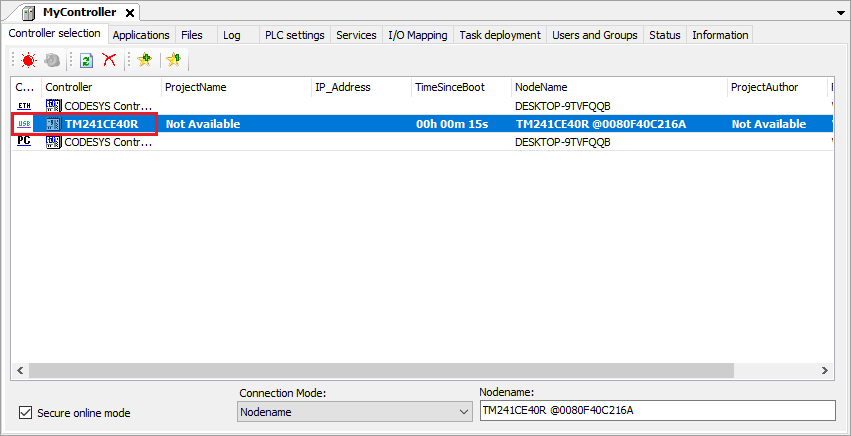 MyController
Controller selection Applications Files Log PLC settings Services I/O Mapping Task deployment Users and Groups Status Information
C... Controller ProjectName IP_Address TimeSinceBoot NodeName ProjectAuthor
ETH CODESYS Contr... DESKTOP-9TVFQQB
USB TM241CE40R Not Available 00h 00m 15s TM241CE40R @0080F40C216A Not Available
PC CODESYS Contr... DESKTOP-9TVFQQB
Connection Mode: Nodename:
Secure online mode Nodename TM241CE40R @0080F40C216A